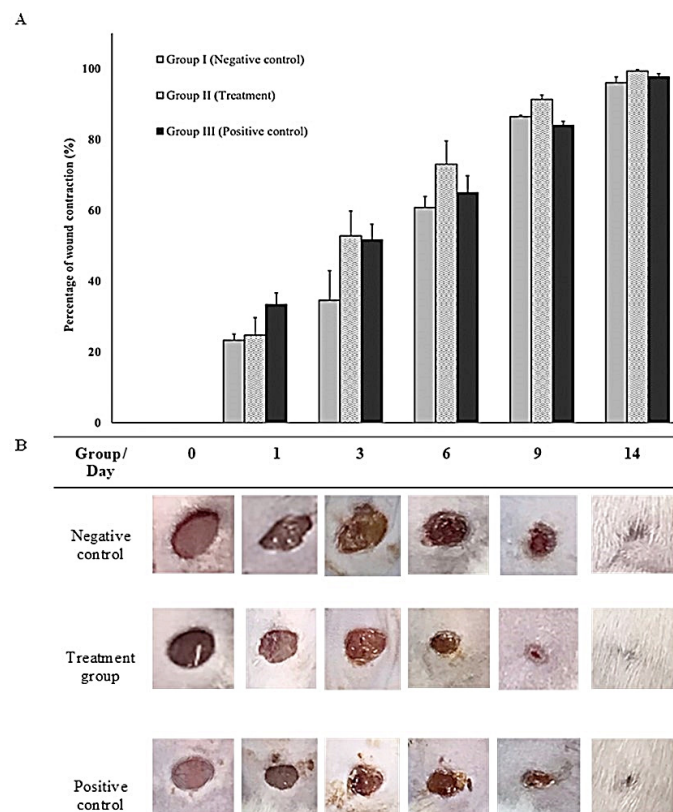 A
Percentage of wound contraction (%)
100
80
60
40
20
0
Group I (Negative control)
Group II (Treatment)
Group III (Positive control)
B
Group/
Day
0 1 3 6 9 14
Negative
control
Treatment
group
Positive
control